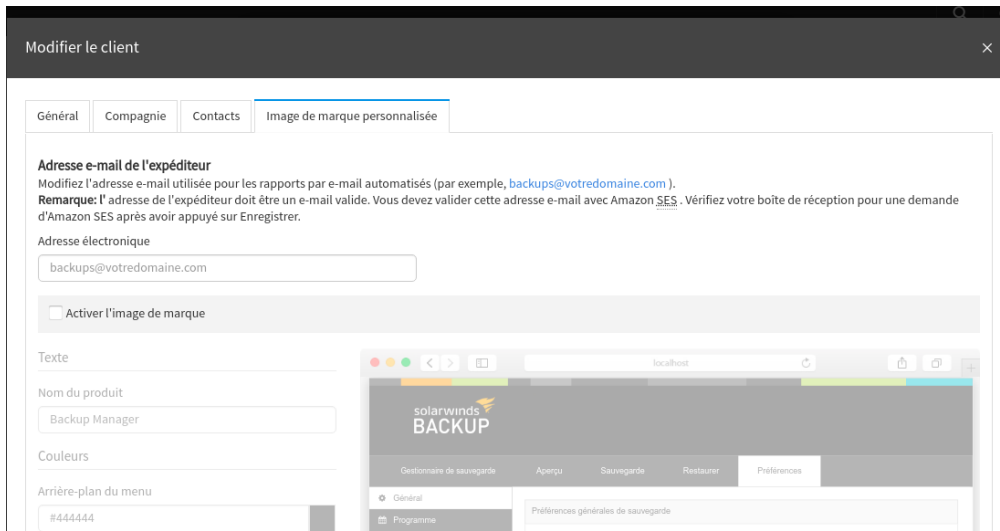 Modifier le client
Général Compagnie Contacts Image de marque personnalisée
Adresse e-mail de l'expéditeur
Modifiez l'adresse e-mail utilisée pour les rapports par e-mail automatisés (par exemple, backups@votredomaine.com ).
Remarque: l' adresse de l'expéditeur doit être un e-mail valide. Vous devez valider cette adresse e-mail avec Amazon SES . Vérifiez votre boîte de réception pour une demande
d'Amazon SES après avoir appuyé sur Enregistrer.
Adresse électronique
backups@votredomaine.com
Activer l'image de marque
Texte
Nom du produit
Backup Manager
Couleurs
Arrière-plan du menu
#444444
localhost
solarwinds
BACKUP
Gestionnaire de sauvegarde Aperçu Sauvegarde Restaurer Préférences
Général
Programme
Préférences générales de sauvegarde